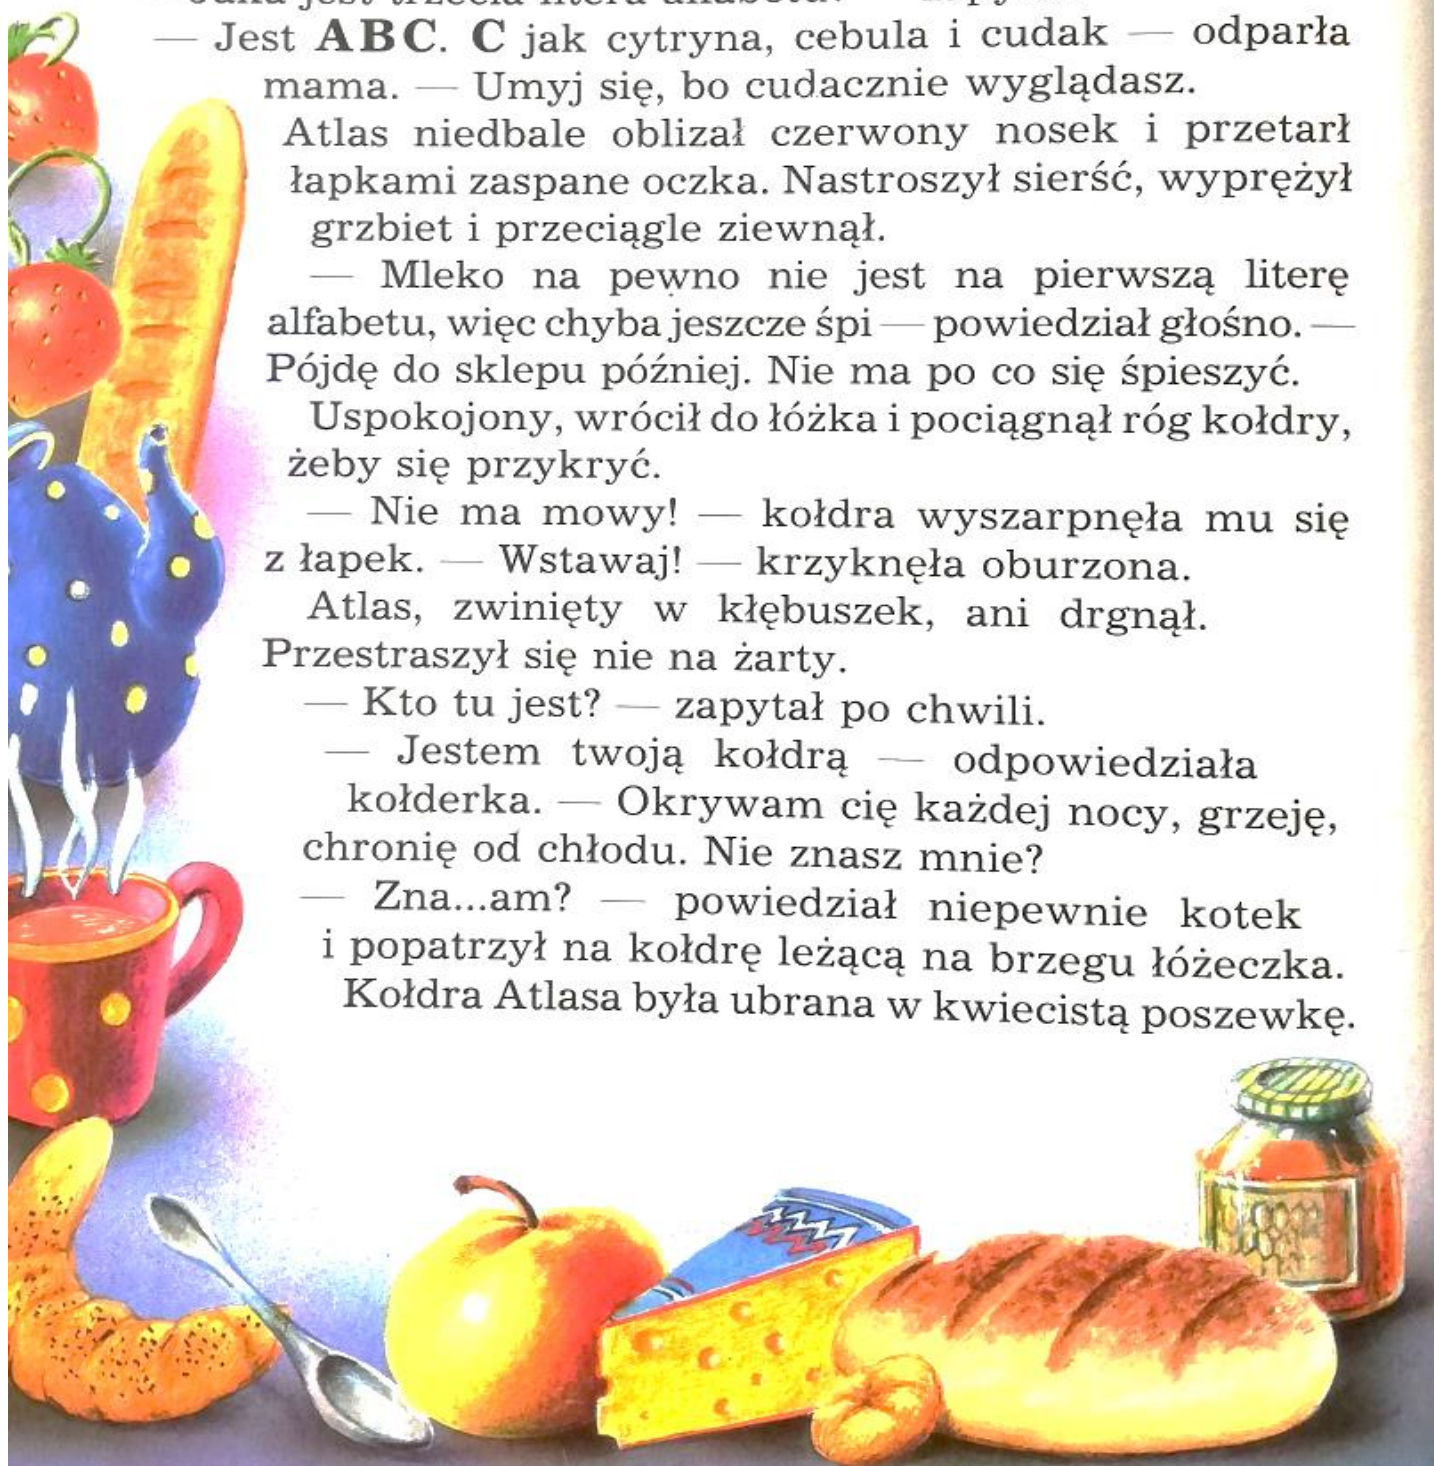 — Jest ABC. C jak cytryna, cebula i cudak — odparła
mama. — Umyj się, bo cudacznie wyglądasz.
Atlas niedbale oblizał czerwony nosek i przetarł
łapkami zaspane oczka. Nastroszył sierść, wyprężył
grzbiet i przeciągle ziewnął.
— Mleko na pewno nie jest na pierwszą literę
alfabetu, więc chyba jeszcze śpi — powiedział głośno. —
Pójdę do sklepu później. Nie ma po co się śpieszyć.
Uspokojony, wrócił do łóżka i pociągnął róg kołdry,
żeby się przykryć.
— Nie ma mowy! — kołdra wyszarpnęła mu się
z łapek. — Wstawaj! — krzyknęła oburzona.
Atlas, zwinięty w kłębuszek, ani drgnął.
Przestraszył się nie na żarty.
— Kto tu jest? — zapytał po chwili.
— Jestem twoją kołdrą — odpowiedziała
kołderka. — Okrywam cię każdej nocy, grzeję,
chronię od chłodu. Nie znasz mnie?
— Zna...am? — powiedział niepewnie kotek
i popatrzył na kołdrę leżącą na brzegu łóżeczka.
Kołdra Atlasa była ubrana w kwiecistą poszewkę.